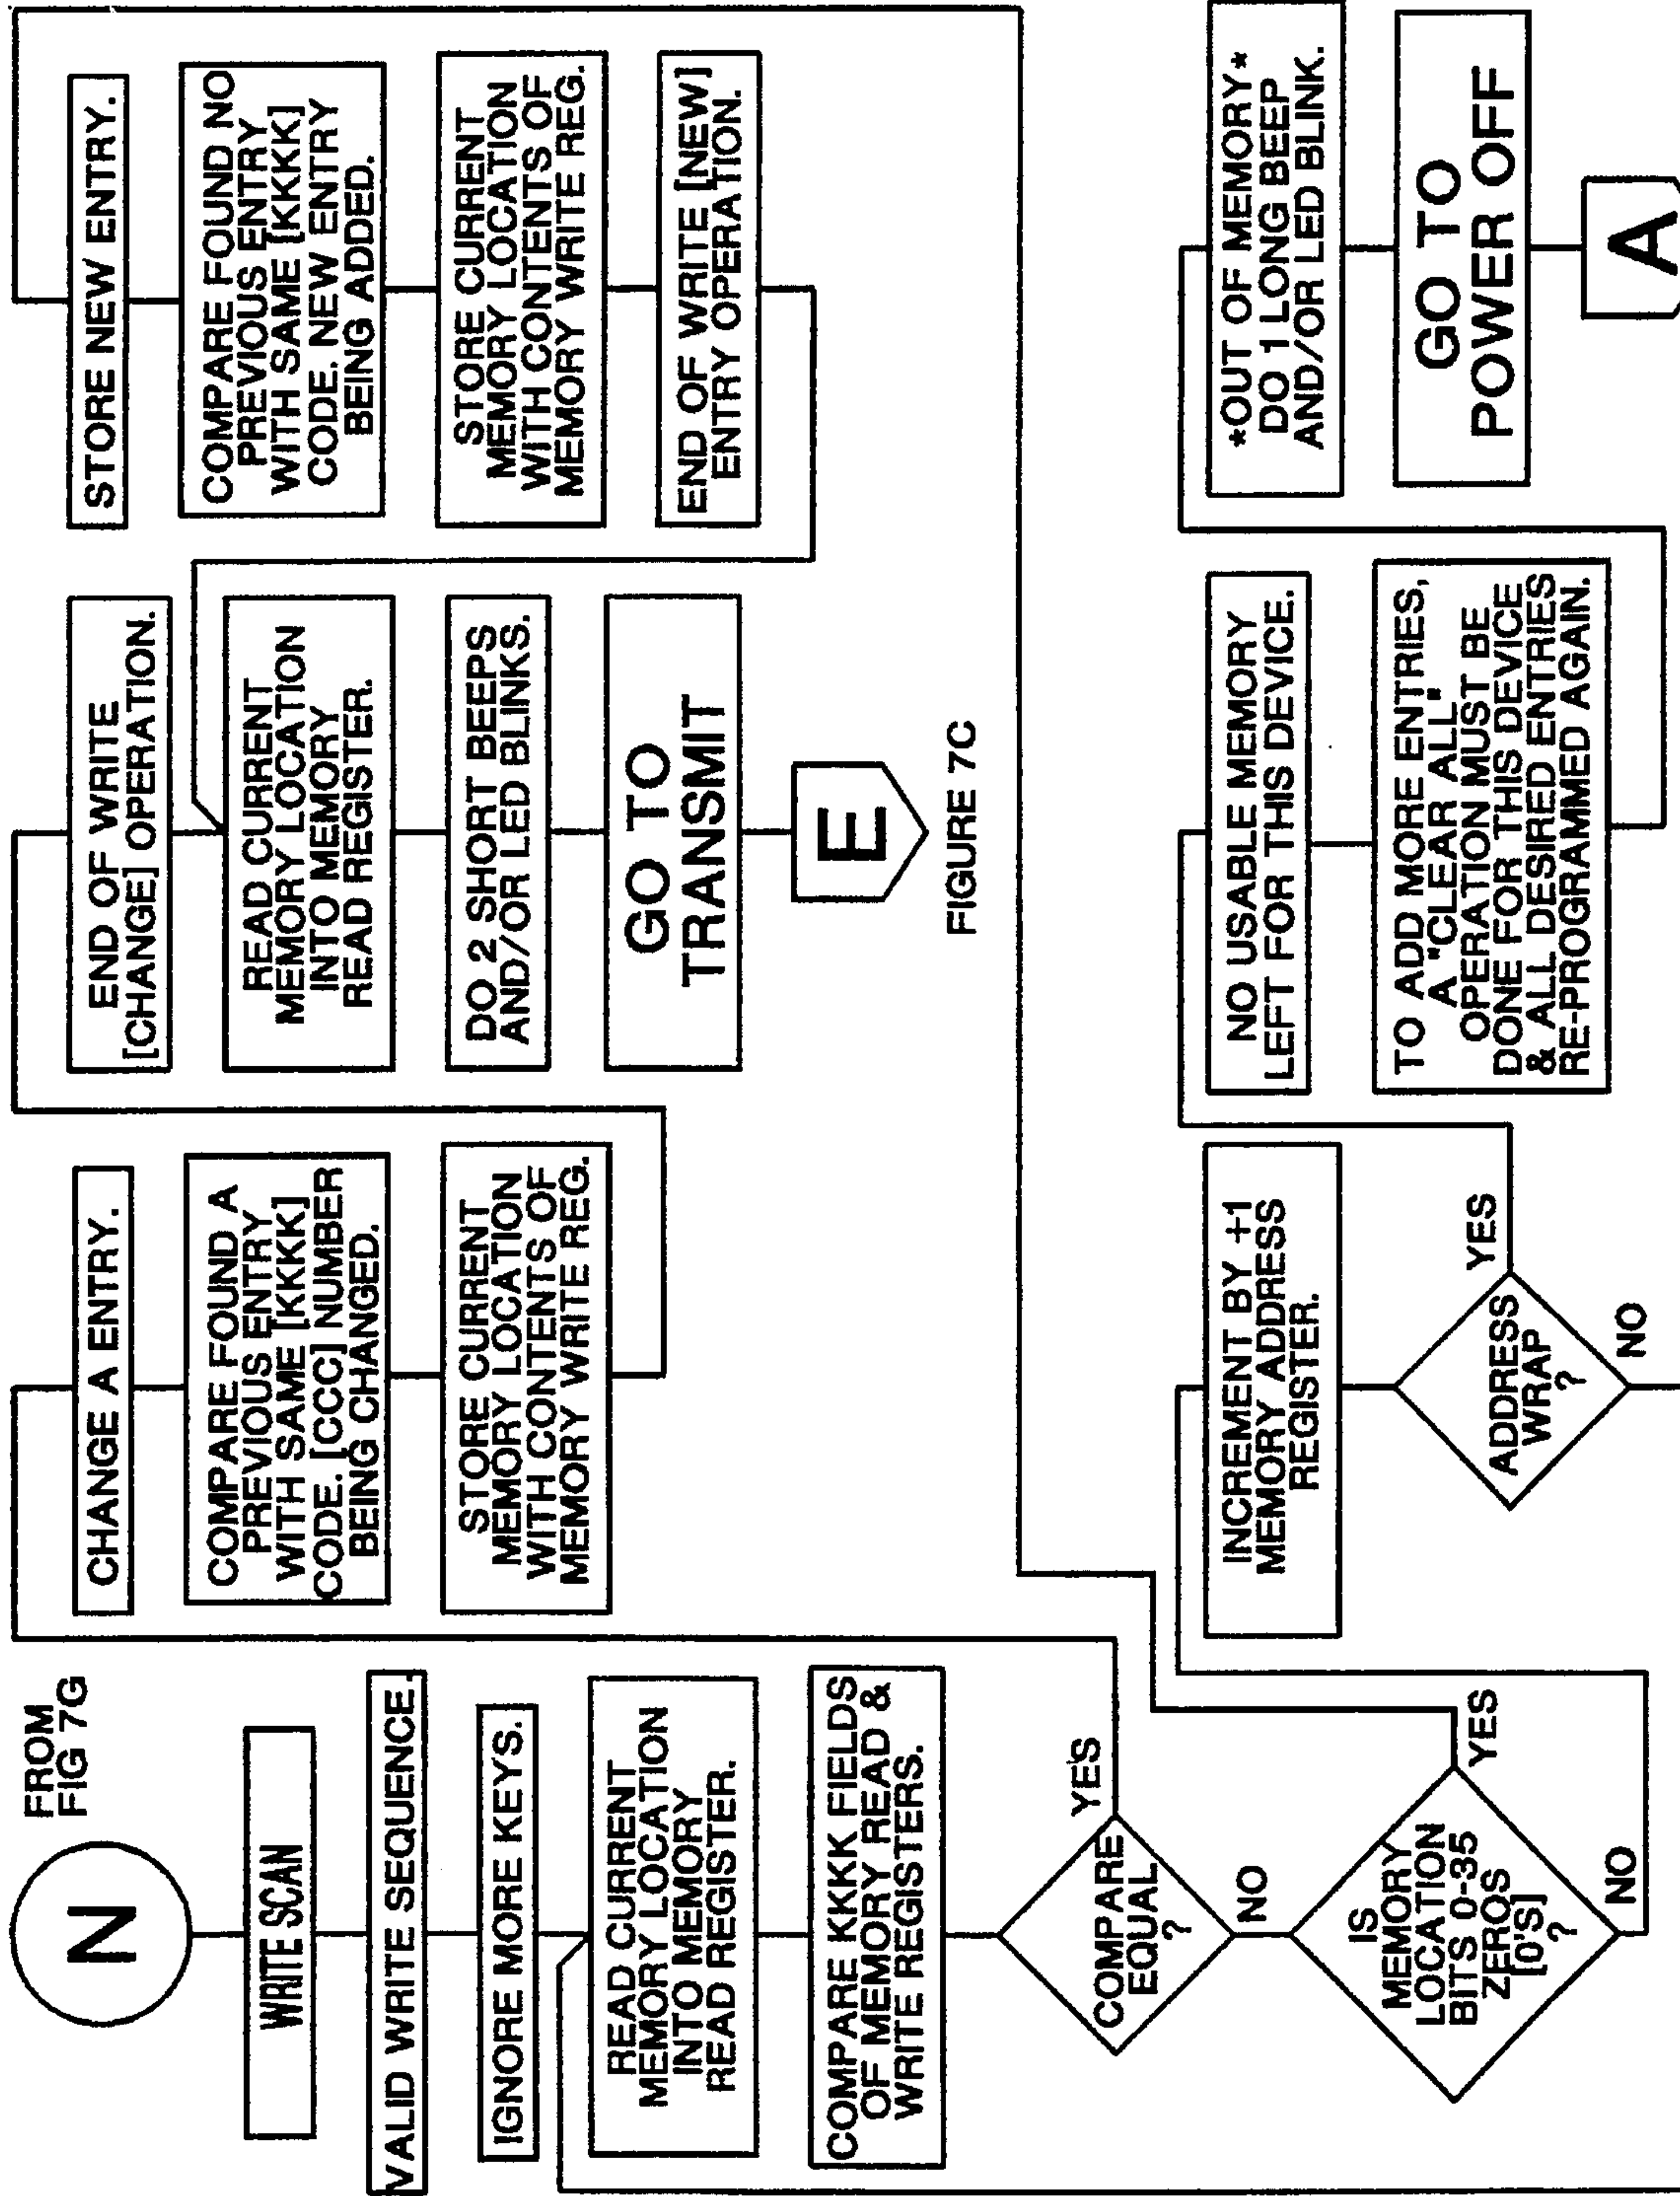 FROM
FIG 7G
N
WRITE SCAN
VALID WRITE SEQUENCE.
IGNORE MORE KEYS.
READ CURRENT
MEMORY LOCATION
INTO MEMORY
READ REGISTER.
COMPARE KKKK FIELDS
OF MEMORY READ &
WRITE REGISTERS.
COMPARE
EQUAL
?
YES
NO
IS
MEMORY
LOCATION
BITS 0-35
ZEROS
[0'S]
?
YES
NO
CHANGE A ENTRY.
COMPARE FOUND A
PREVIOUS ENTRY
WITH SAME [KKKK]
CODE. [CCC] NUMBER
BEING CHANGED.
STORE CURRENT
MEMORY LOCATION
WITH CONTENTS OF
MEMORY WRITE REG.
INCREMENT BY +1
MEMORY ADDRESS
REGISTER.
ADDRESS
WRAP
?
YES
NO
END OF WRITE
[CHANGE] OPERATION.
READ CURRENT
MEMORY LOCATION
INTO MEMORY
READ REGISTER.
DO 2 SHORT BEEPS
AND/OR LED BLINKS.
GO TO
TRANSMIT
E
FIGURE 7C
NO USABLE MEMORY
LEFT FOR THIS DEVICE.
TO ADD MORE ENTRIES,
A "CLEAR ALL"
OPERATION MUST BE
DONE FOR THIS DEVICE
& ALL DESIRED ENTRIES
RE-PROGRAMMED AGAIN.
STORE NEW ENTRY.
COMPARE FOUND NO
PREVIOUS ENTRY
WITH SAME [KKKK]
CODE. NEW ENTRY
BEING ADDED.
STORE CURRENT
MEMORY LOCATION
WITH CONTENTS OF
MEMORY WRITE REG.
END OF WRITE [NEW]
ENTRY OPERATION.
*OUT OF MEMORY*
DO 1 LONG BEEP
AND/OR LED BLINK.
GO TO
POWER OFF
A